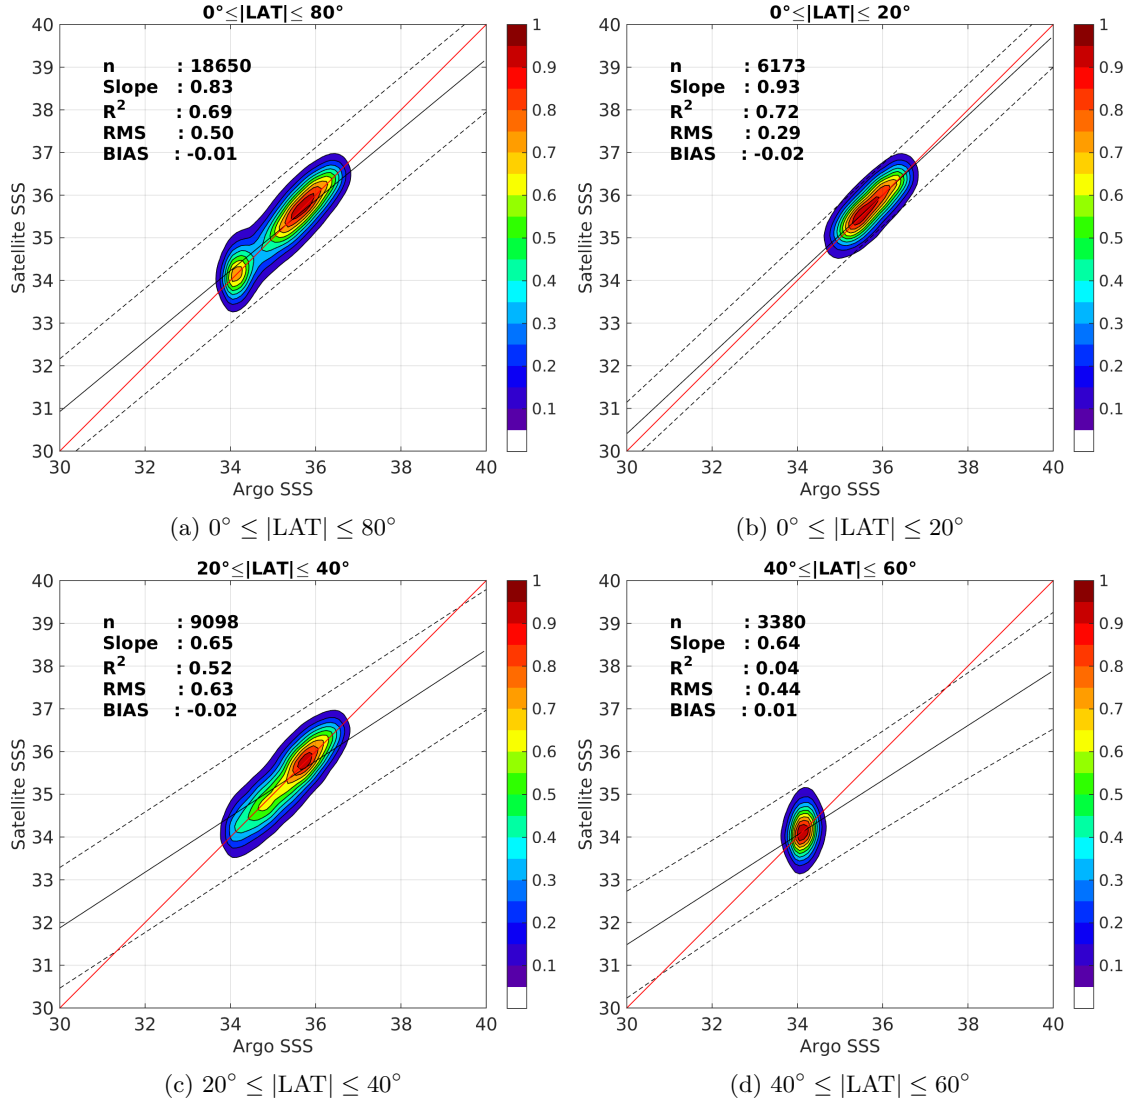 0°≤|LAT|≤ 80°
n : 18650
Slope : 0.83
R² : 0.69
RMS : 0.50
BIAS : -0.01
40
39
38
37
36
35
34
33
32
31
30
30 32 34 36 38 40
Satellite SSS
Argo SSS
1
0.9
0.8
0.7
0.6
0.5
0.4
0.3
0.2
0.1
(a) 0° ≤ |LAT| ≤ 80°
0°≤|LAT|≤ 20°
n : 6173
Slope : 0.93
R² : 0.72
RMS : 0.29
BIAS : -0.02
40
39
38
37
36
35
34
33
32
31
30
30 32 34 36 38 40
Satellite SSS
Argo SSS
1
0.9
0.8
0.7
0.6
0.5
0.4
0.3
0.2
0.1
(b) 0° ≤ |LAT| ≤ 20°
20°≤|LAT|≤ 40°
n : 9098
Slope : 0.65
R² : 0.52
RMS : 0.63
BIAS : -0.02
40
39
38
37
36
35
34
33
32
31
30
30 32 34 36 38 40
Satellite SSS
Argo SSS
1
0.9
0.8
0.7
0.6
0.5
0.4
0.3
0.2
0.1
(c) 20° ≤ |LAT| ≤ 40°
40°≤|LAT|≤ 60°
n : 3380
Slope : 0.64
R² : 0.04
RMS : 0.44
BIAS : 0.01
40
39
38
37
36
35
34
33
32
31
30
30 32 34 36 38 40
Satellite SSS
Argo SSS
1
0.9
0.8
0.7
0.6
0.5
0.4
0.3
0.2
0.1
(d) 40° ≤ |LAT| ≤ 60°